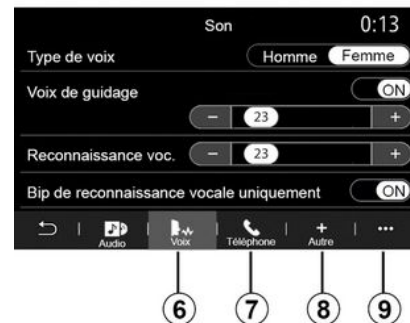 Son 0:13
Type de voix Homme Femme
Voix de guidage ON
− 23 +
Reconnaissance voc. − 23 +
Bip de reconnaissance vocale uniquement ON
Audio Voix Téléphone + Autre ...
6 7 8 9